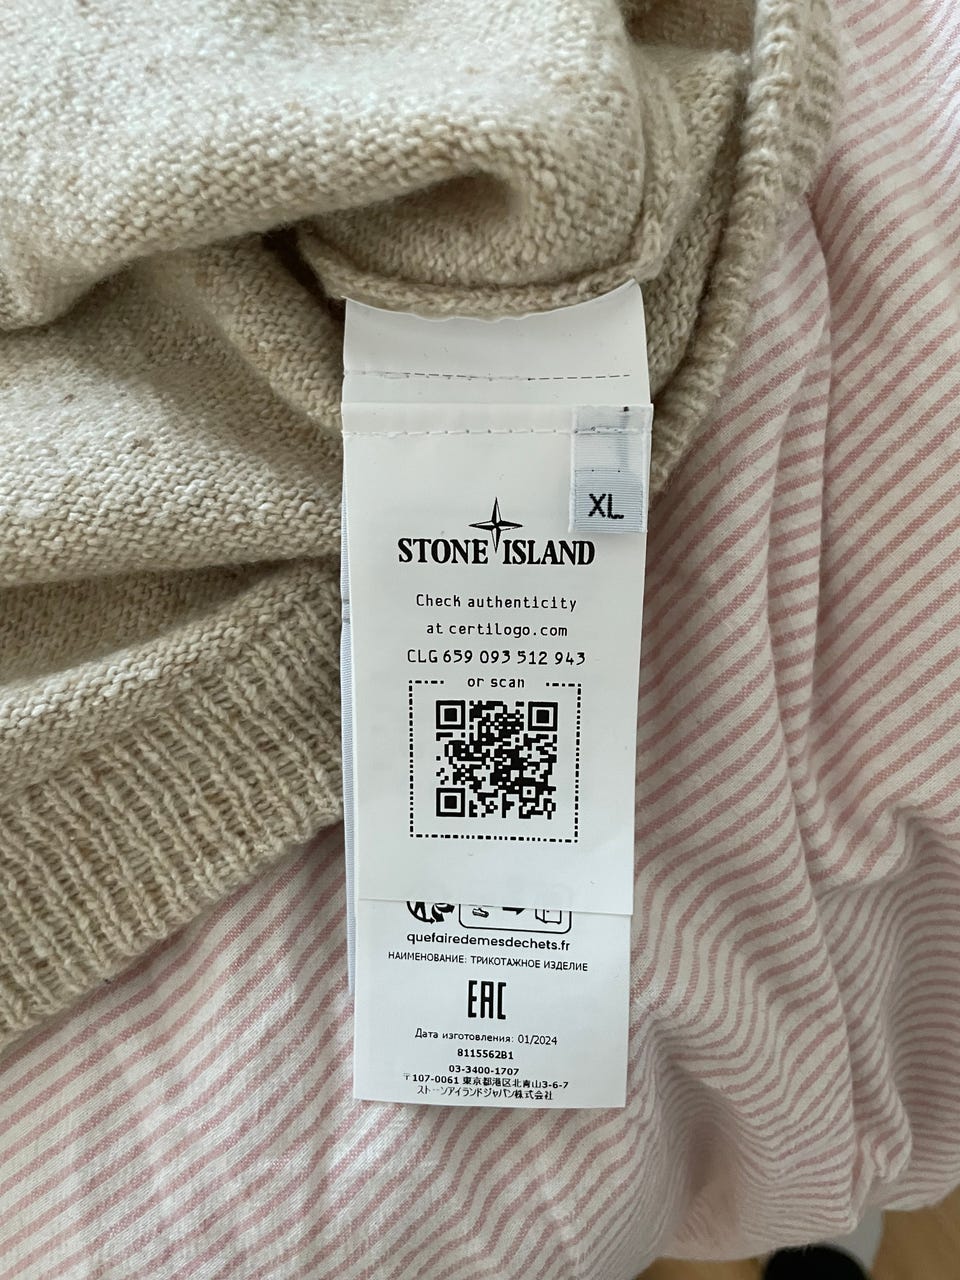 XL
STONE ISLAND
Check authenticity
at certilogo.com
CLG 659 093 512 943
or scan
quefairedemesdechets.fr
НАИМЕНОВАНИЕ: ТРИКОТАЖНОЕ ИЗДЕЛИЕ
EAC
Дата изготовления: 01/2024
8115562B1
03-3400-1707
〒107-0061 東京都港区北青山3-6-7
ストーンアイランドジャパン株式会社